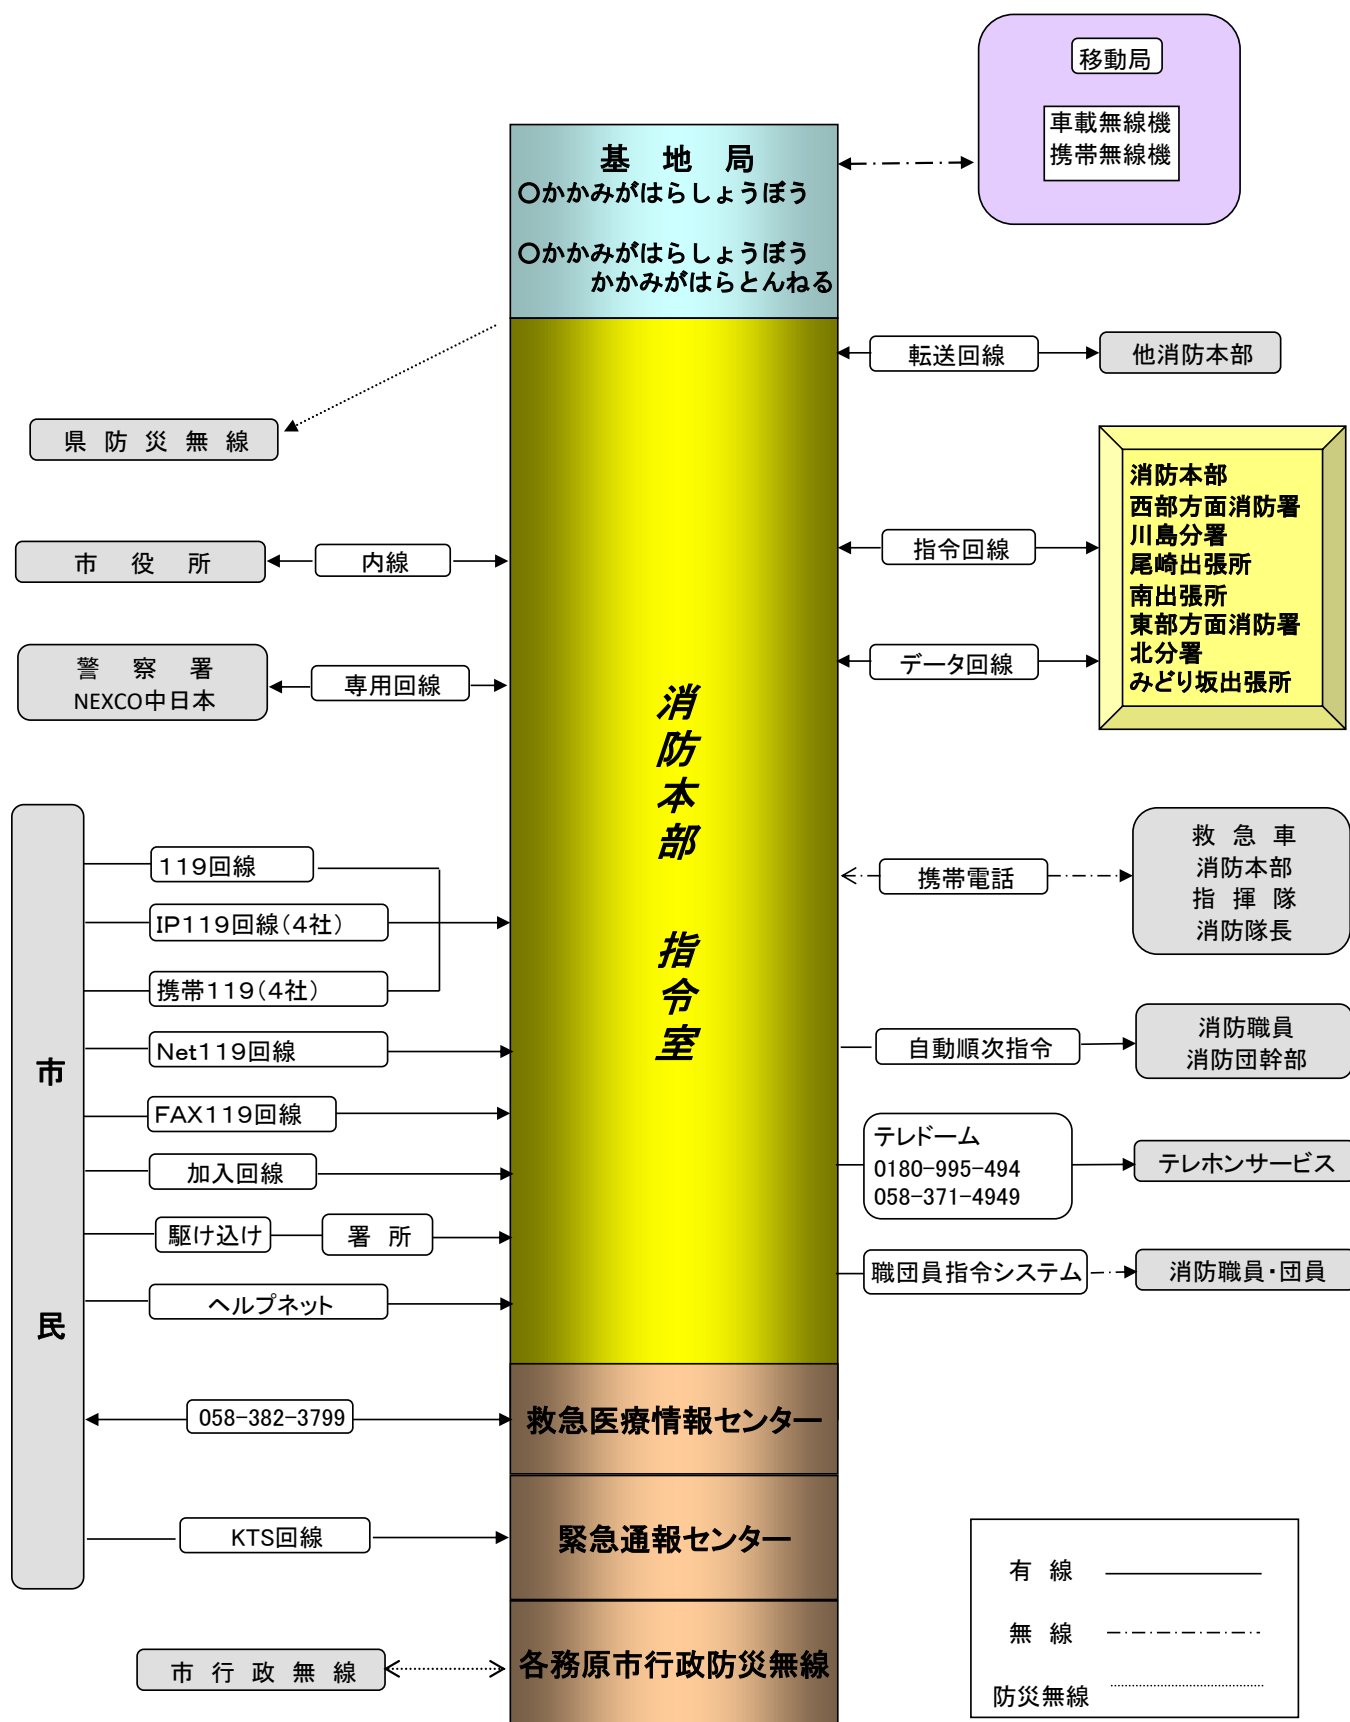 移動局
車載無線機
携帯無線機
基　地　局
〇かかみがはらしょうぼう
〇かかみがはらしょうぼう
かかみがはらとんねる
転送回線
他消防本部
県 防 災 無 線
消防本部
西部方面消防署
川島分署
尾崎出張所
南出張所
東部方面消防署
北分署
みどり坂出張所
指令回線
データ回線
市　役　所
内線
警　察　署
NEXCO中日本
専用回線
消防本部　指令室
市　民
119回線
IP119回線(4社)
携帯119(4社)
Net119回線
FAX119回線
加入回線
駆け込け
署　所
ヘルプネット
058-382-3799
KTS回線
携帯電話
救　急　車
消防本部
指　揮　隊
消防隊長
自動順次指令
消防職員
消防団幹部
テレドーム
0180-995-494
058-371-4949
テレホンサービス
職団員指令システム
消防職員・団員
救急医療情報センター
緊急通報センター
各務原市行政防災無線
市 行 政 無 線
有　線
無　線
防災無線